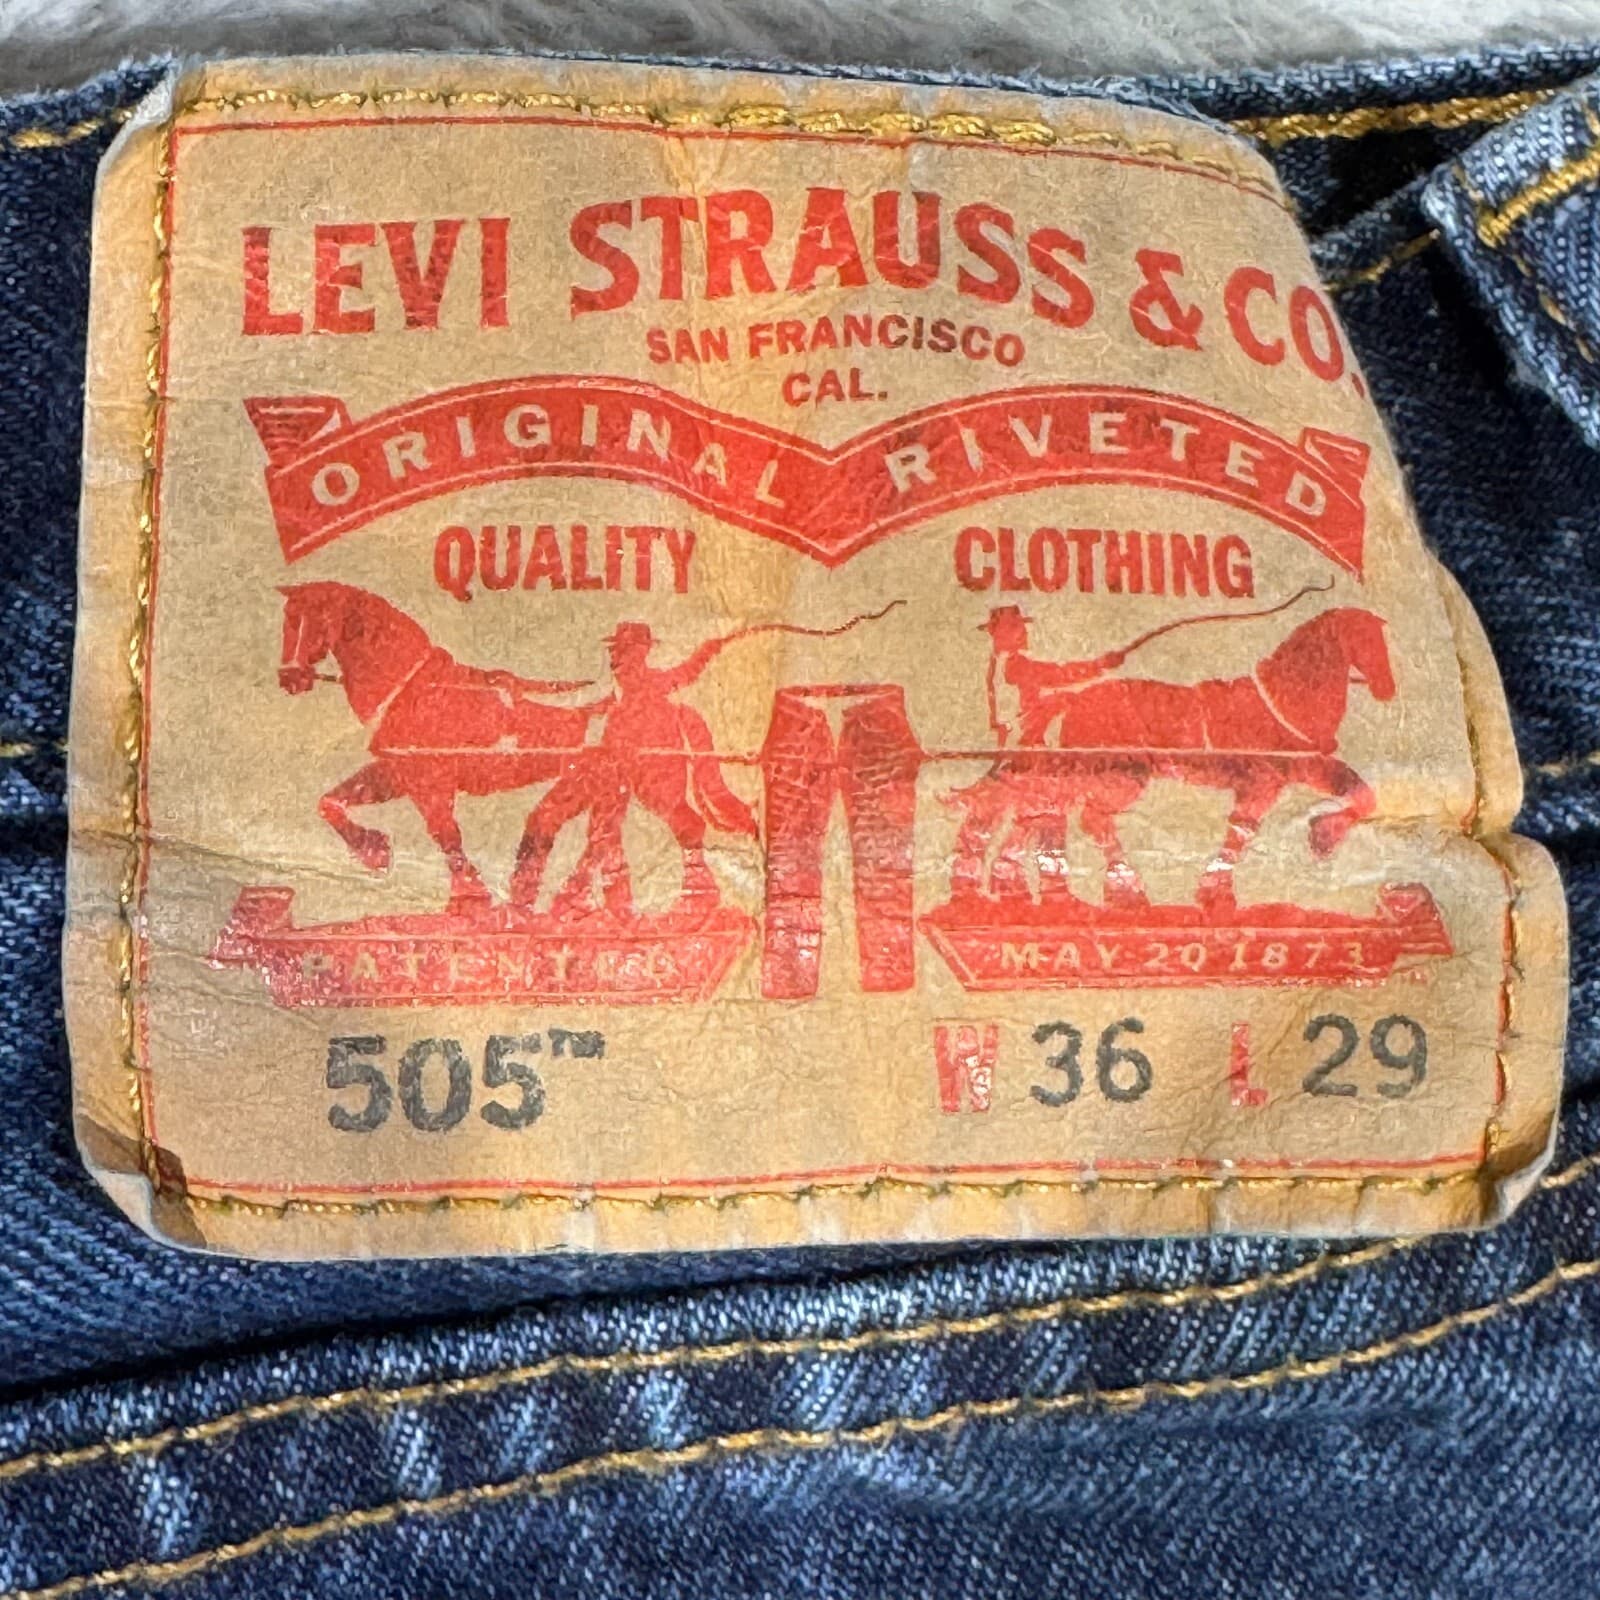 LEVI STRAUSS & CO.
SAN FRANCISCO
CAL.
ORIGINAL RIVETED
QUALITY CLOTHING
PATENTED MAY 20 1873
505™ W 36 L 29